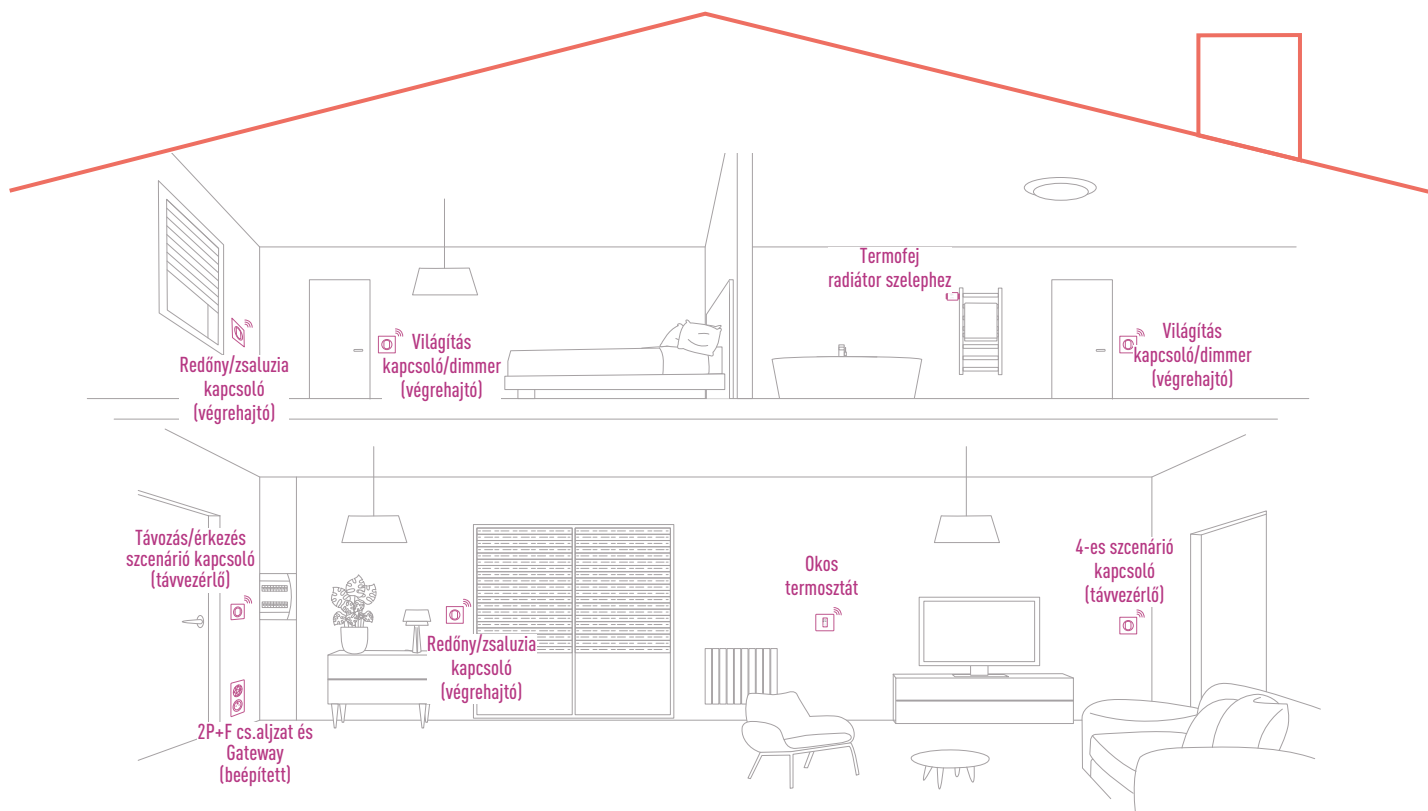 Termofej
radiátor szelephez
Redőny/zsaluzia
kapcsoló
(végrehajtó)
Világítás
kapcsoló/dimmer
(végrehajtó)
Világítás
kapcsoló/dimmer
(végrehajtó)
Távozás/érkezés
szcenárió kapcsoló
(távvezérlő)
Redőny/zsaluzia
kapcsoló
(végrehajtó)
Okos
termosztát
4-es szcenárió
kapcsoló
(távvezérlő)
2P+F cs.aljzat és
Gateway
(beépített)